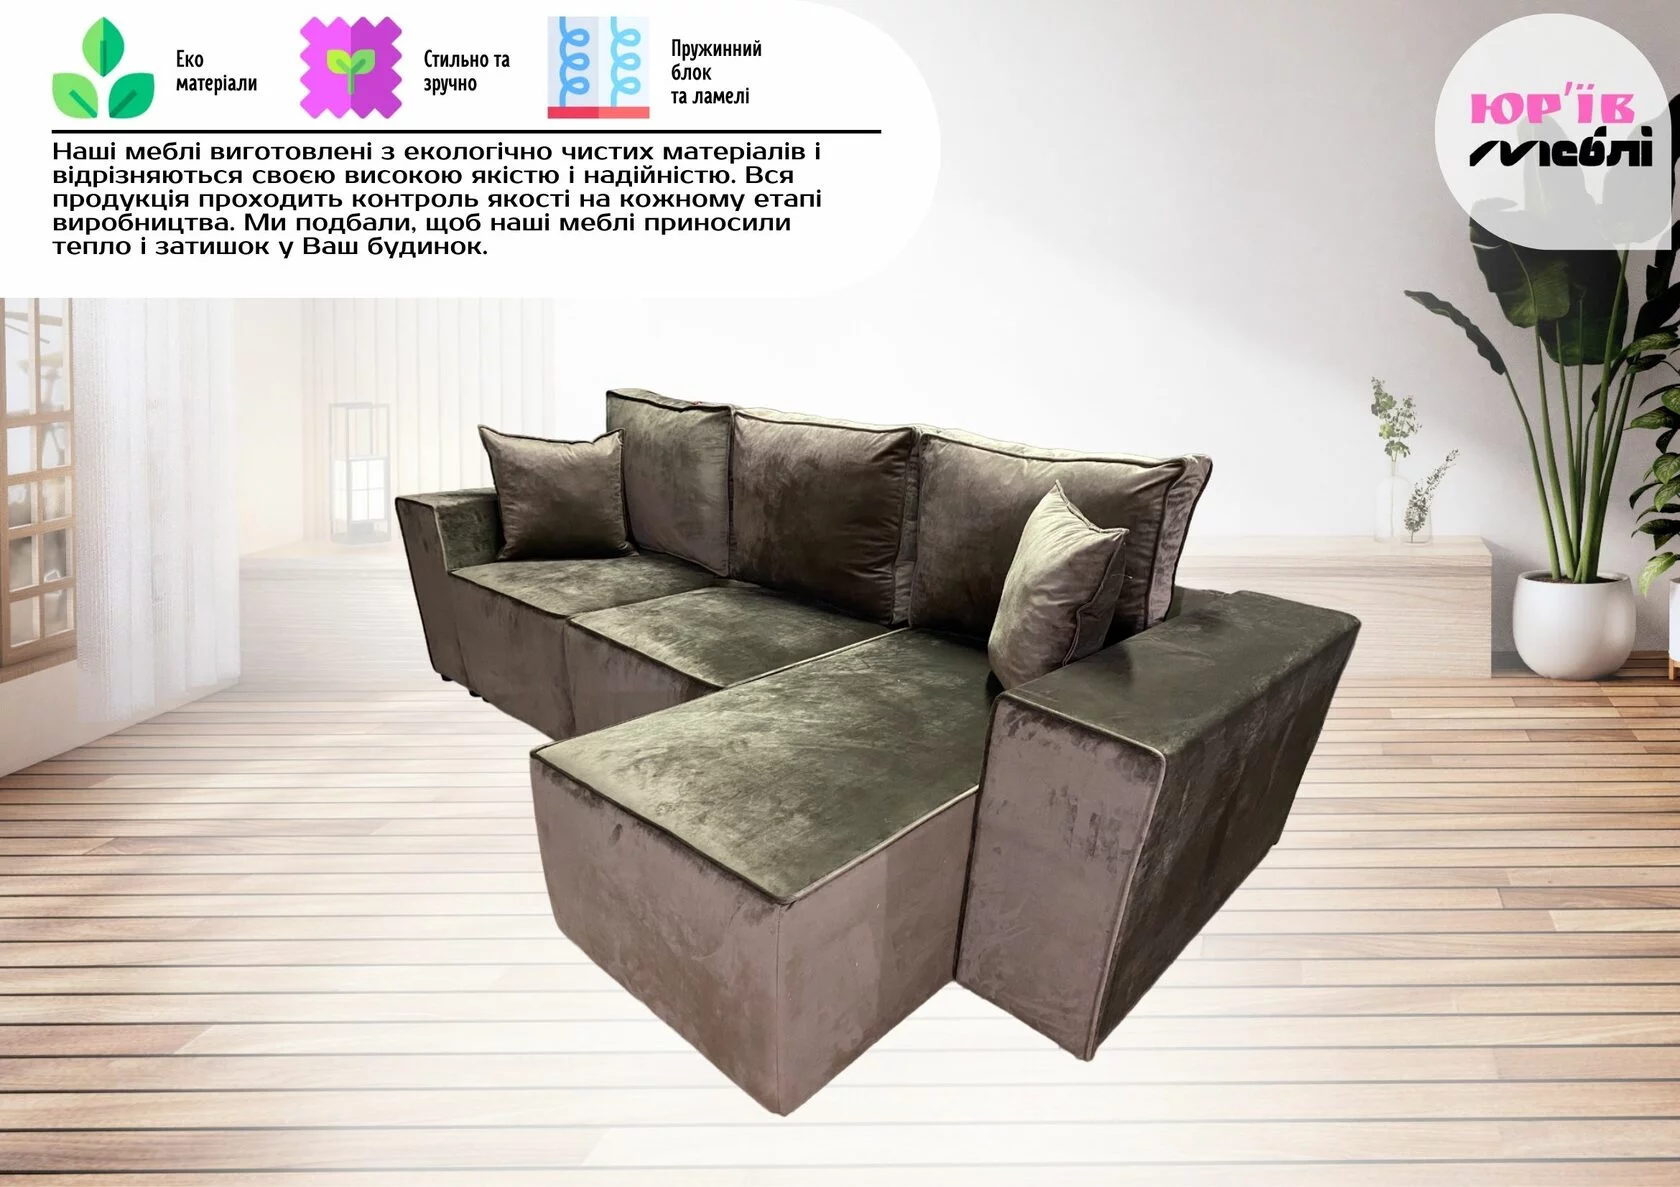 Еко
матеріали
Стильно та
зручно
Пружинний
блок
та ламелі
Наші меблі виготовлені з екологічно чистих матеріалів і
відрізняються своєю високою якістю і надійністю. Вся
продукція проходить контроль якості на кожному етапі
виробництва. Ми подбали, щоб наші меблі приносили
тепло і затишок у Ваш будинок.
ЮР'ЇВ
меблі